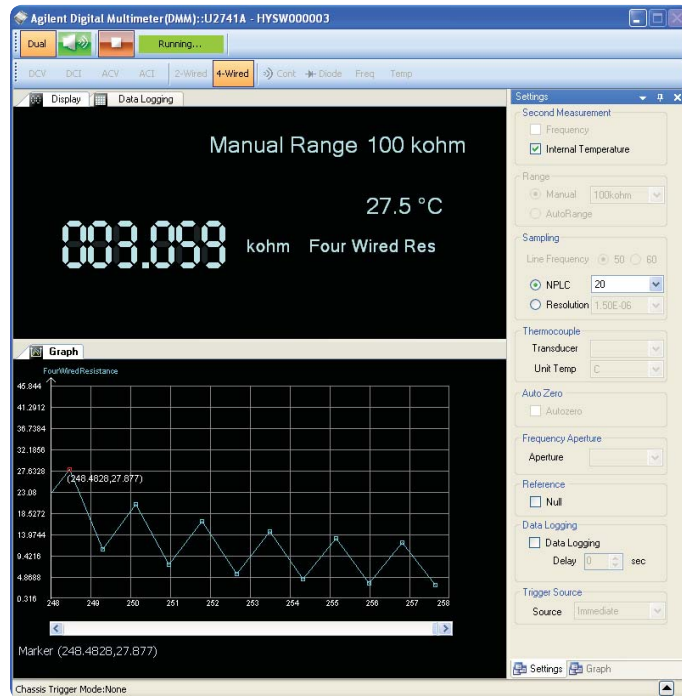 Agilent Digital Multimeter(DMM)::U2741A - HYSW000003
Dual
Running...
DCV DCI ACV ACI 2-Wired 4-Wired Cont Diode Freq Temp
Display Data Logging
Manual Range 100 kohm
27.5 °C
003.059 kohm Four Wired Res
Graph
FourWiredResistance
45.844
41.2912
36.7384
32.1856
27.6328
23.08
18.5272
13.9744
9.4216
4.8688
0.316
(248.4828,27.877)
248 249 250 251 252 253 254 255 256 257 258
Marker (248.4828,27.877)
Chassis Trigger Mode:None
Settings
Second Measurement
Frequency
Internal Temperature
Range
Manual 100kohm
AutoRange
Sampling
Line Frequency 50 60
NPLC 20
Resolution 1.50E-06
Thermocouple
Transducer
Unit Temp C
Auto Zero
Autozero
Frequency Aperture
Aperture
Reference
Null
Data Logging
Data Logging
Delay 0 sec
Trigger Source
Source Immediate
Settings Graph